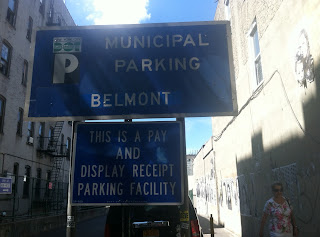 MUNICIPAL
P
PARKING
BELMONT
THIS IS A PAY
AND
DISPLAY RECEIPT
PARKING FACILITY